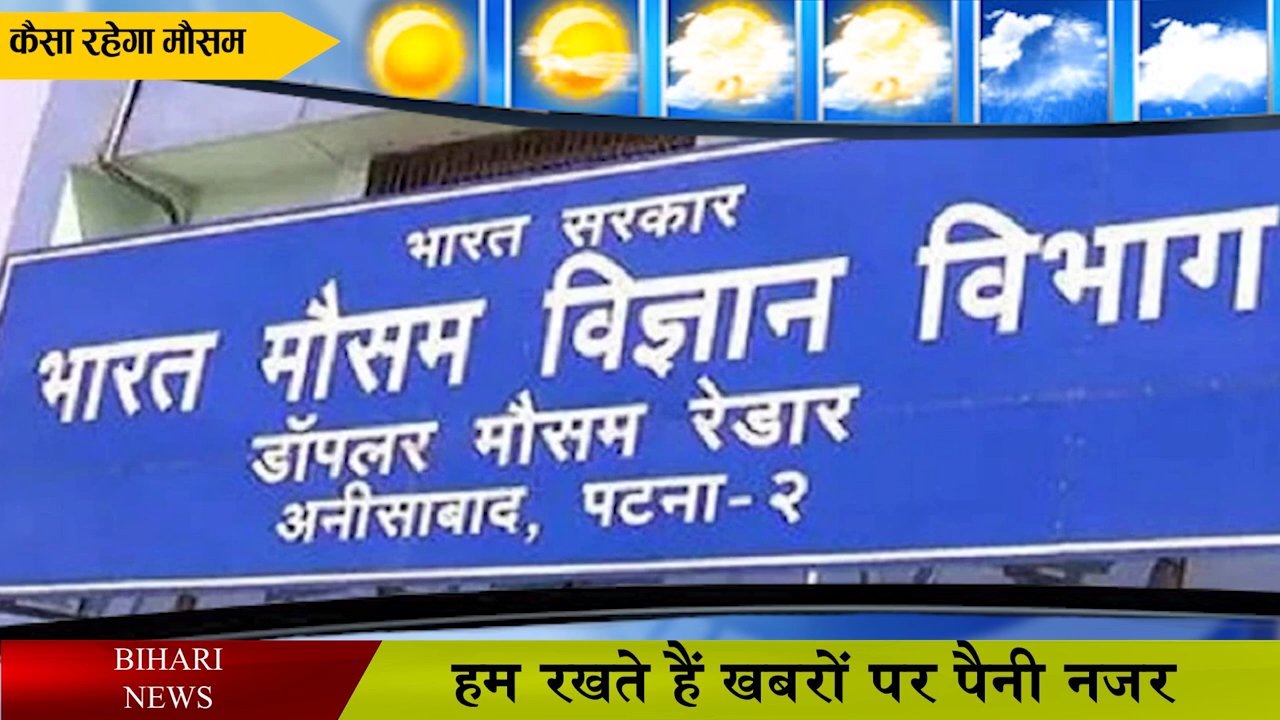 कैसा रहेगा मौसम
भारत सरकार
भारत मौसम विज्ञान विभाग
डॉपलर मौसम रेडार
अनीसाबाद, पटना-२
BIHARI
NEWS
हम रखते हैं खबरों पर पैनी नजर